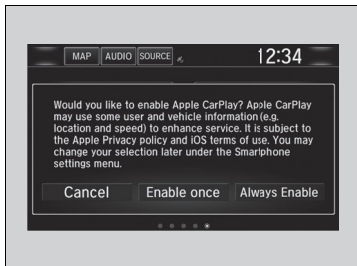 MAP AUDIO SOURCE 12:34
Would you like to enable Apple CarPlay? Apple CarPlay
may use some user and vehicle information (e.g.
location and speed) to enhance service. It is subject to
the Apple Privacy policy and iOS terms of use. You may
change your selection later under the Smartphone
settings menu.
Cancel Enable once Always Enable